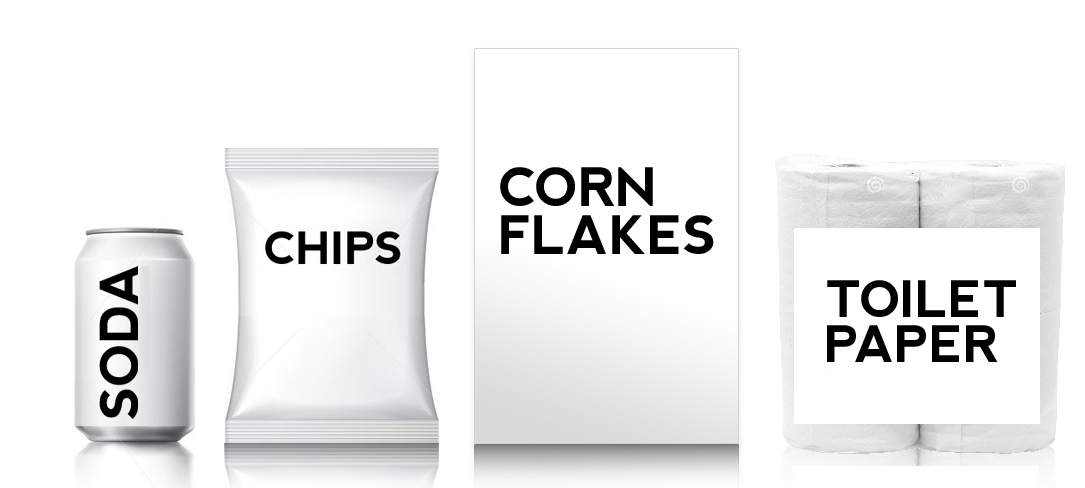 SODA
CHIPS
CORN
FLAKES
TOILET
PAPER